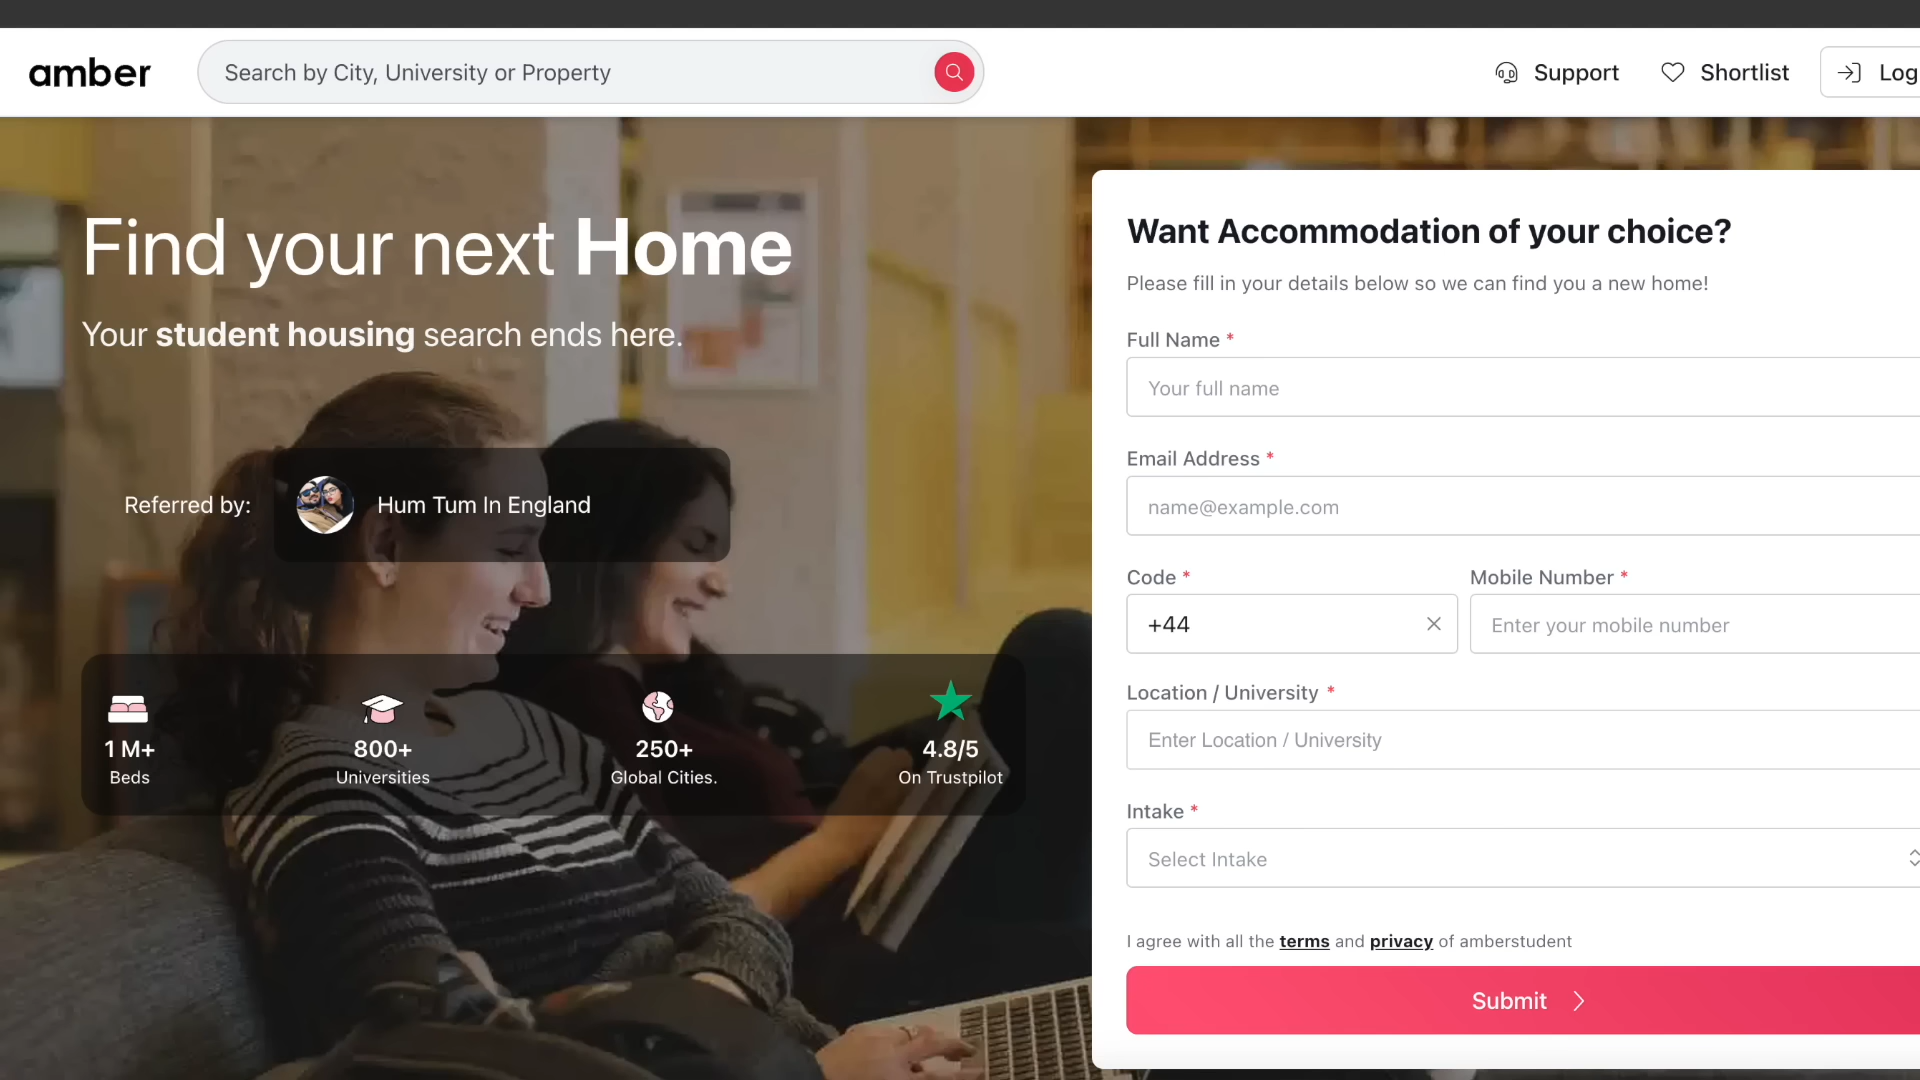 amber
Search by City, University or Property
Support
Shortlist
Log
Find your next Home
Your student housing search ends here.
Referred by:
Hum Tum In England
1 M+
Beds
800+
Universities
250+
Global Cities.
4.8/5
On Trustpilot
Want Accommodation of your choice?
Please fill in your details below so we can find you a new home!
Full Name *
Your full name
Email Address *
name@example.com
Code *
+44
Mobile Number *
Enter your mobile number
Location / University *
Enter Location / University
Intake *
Select Intake
I agree with all the terms and privacy of amberstudent
Submit